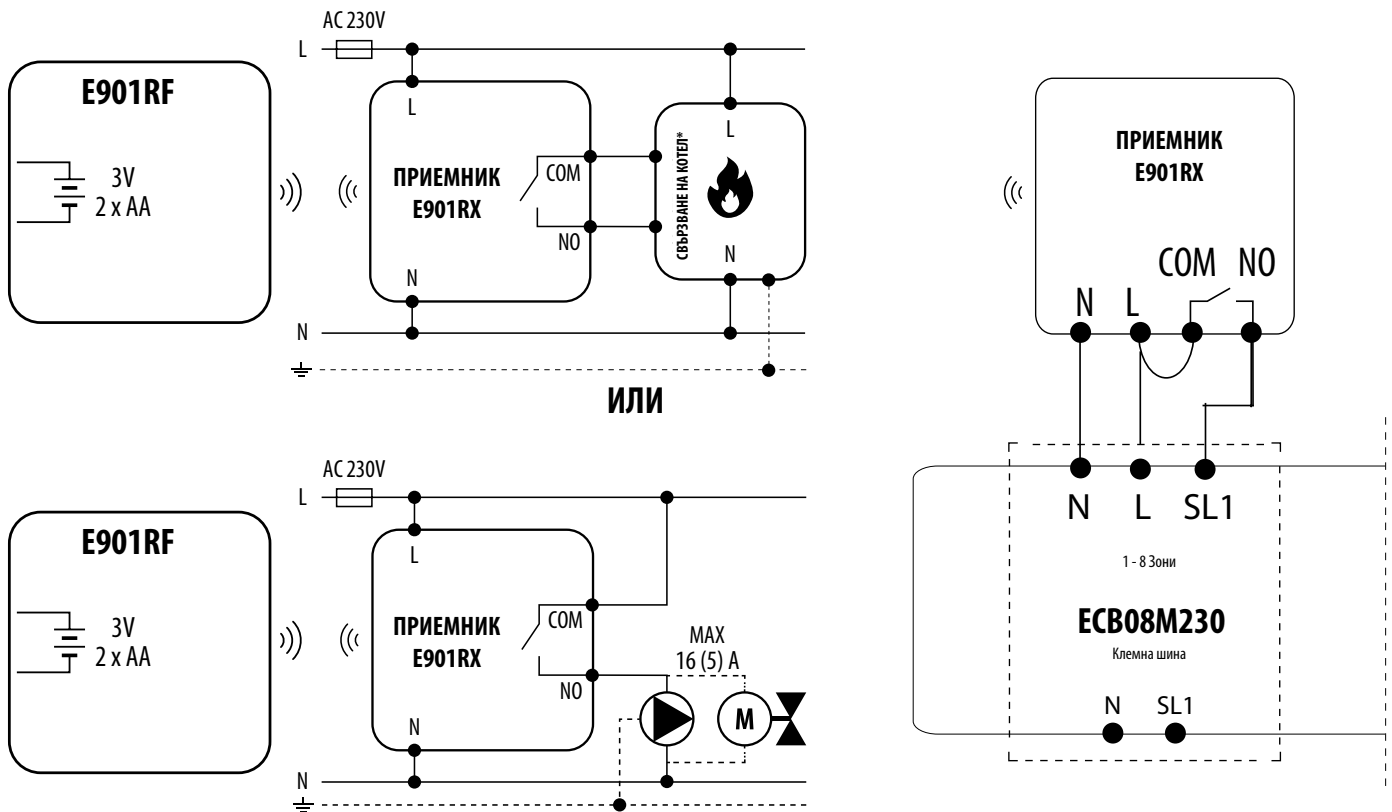 AC 230V
L
E901RF
3V
2 x AA
L
ПРИЕМНИК
E901RX
COM
NO
N
СВЪРЗВАНЕ НА КОТЕЛ*
L
N
N
ИЛИ
AC 230V
L
E901RF
3V
2 x AA
L
ПРИЕМНИК
E901RX
COM
NO
N
MAX
16 (5) A
M
N
ПРИЕМНИК
E901RX
COM NO
N L
N L SL1
1 - 8 Зони
ECB08M230
Клемна шина
N SL1